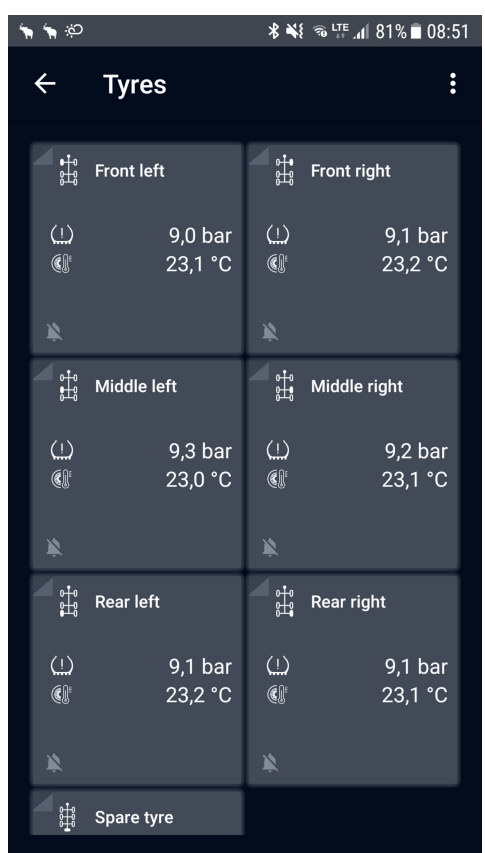 LTE 81% 08:51
Tyres
Front left
9,0 bar
23,1 °C
Front right
9,1 bar
23,2 °C
Middle left
9,3 bar
23,0 °C
Middle right
9,2 bar
23,1 °C
Rear left
9,1 bar
23,2 °C
Rear right
9,1 bar
23,1 °C
Spare tyre